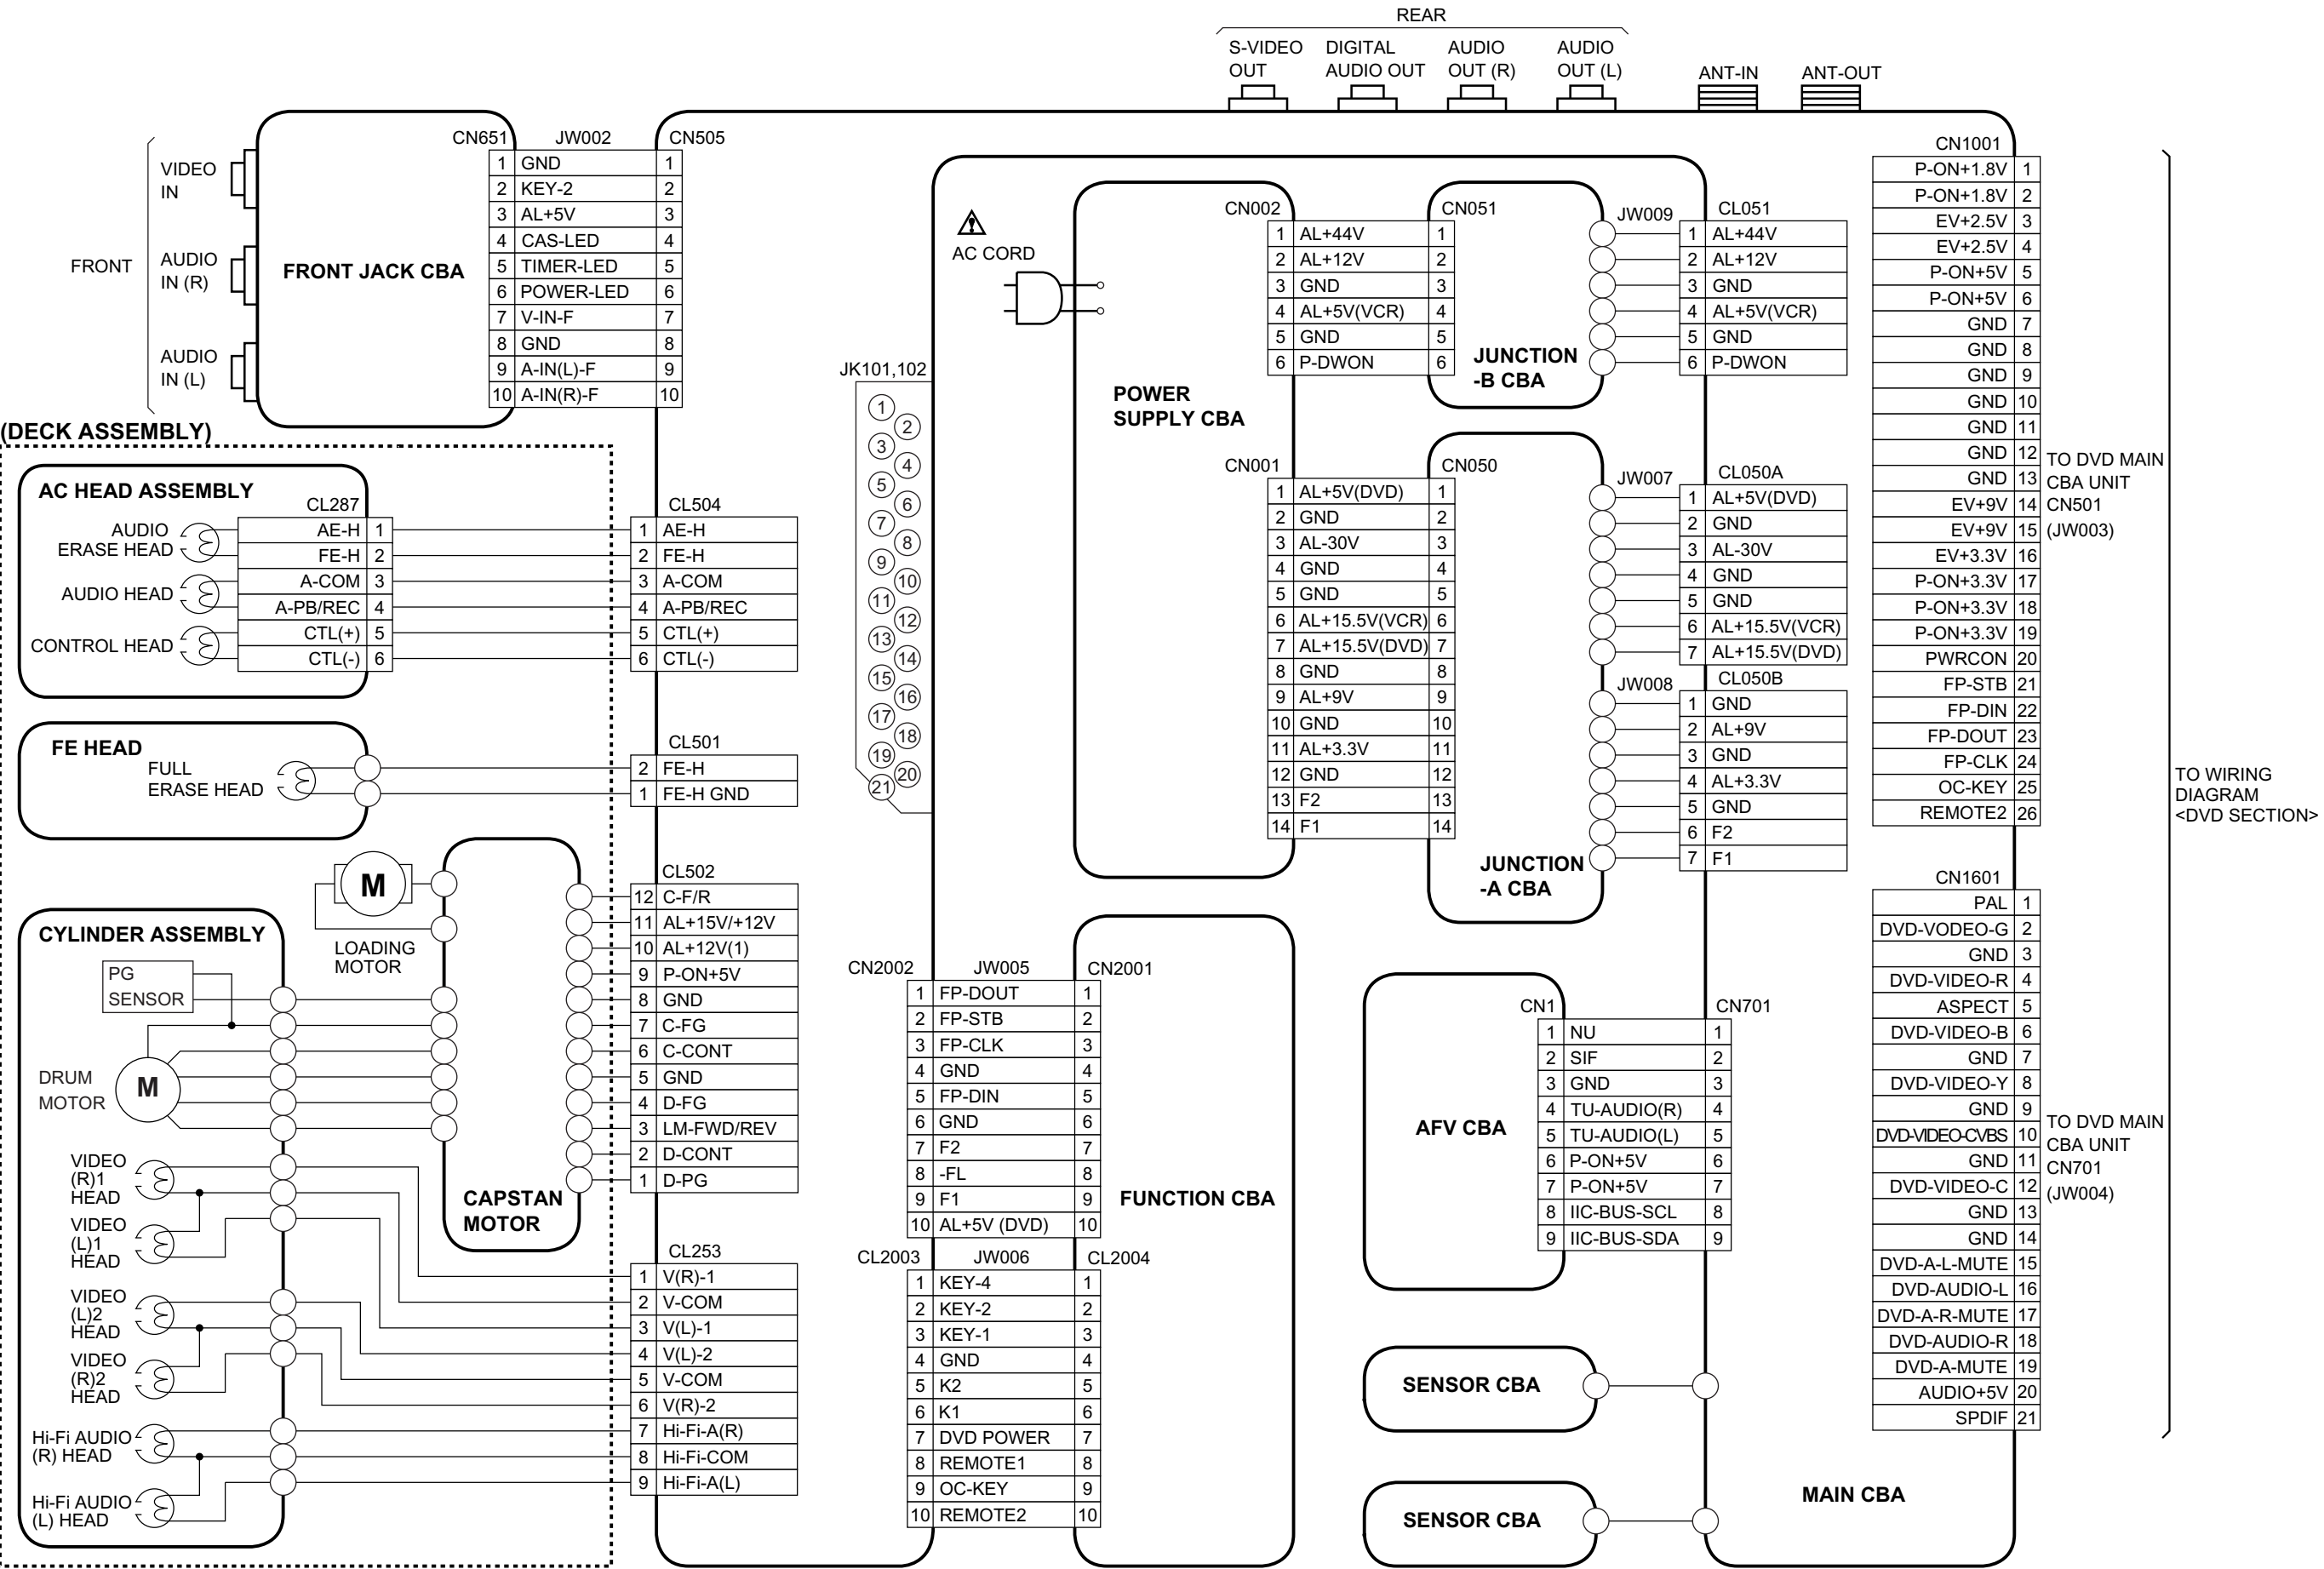 REAR
S-VIDEO OUT
DIGITAL AUDIO OUT
AUDIO OUT (R)
AUDIO OUT (L)
ANT-IN
ANT-OUT
FRONT
VIDEO IN
AUDIO IN (R)
AUDIO IN (L)
FRONT JACK CBA
CN651 JW002 CN505
1 GND 1
2 KEY-2 2
3 AL+5V 3
4 CAS-LED 4
5 TIMER-LED 5
6 POWER-LED 6
7 V-IN-F 7
8 GND 8
9 A-IN(L)-F 9
10 A-IN(R)-F 10
(DECK ASSEMBLY)
AC HEAD ASSEMBLY
AUDIO ERASE HEAD
AUDIO HEAD
CONTROL HEAD
CL287
AE-H 1
FE-H 2
A-COM 3
A-PB/REC 4
CTL(+) 5
CTL(-) 6
CL504
1 AE-H
2 FE-H
3 A-COM
4 A-PB/REC
5 CTL(+)
6 CTL(-)
FE HEAD
FULL ERASE HEAD
CL501
2 FE-H
1 FE-H GND
M
LOADING MOTOR
CAPSTAN MOTOR
CL502
12 C-F/R
11 AL+15V/+12V
10 AL+12V(1)
9 P-ON+5V
8 GND
7 C-FG
6 C-CONT
5 GND
4 D-FG
3 LM-FWD/REV
2 D-CONT
1 D-PG
CYLINDER ASSEMBLY
PG SENSOR
DRUM MOTOR
M
VIDEO (R)1 HEAD
VIDEO (L)1 HEAD
VIDEO (L)2 HEAD
VIDEO (R)2 HEAD
Hi-Fi AUDIO (R) HEAD
Hi-Fi AUDIO (L) HEAD
CL253
1 V(R)-1
2 V-COM
3 V(L)-1
4 V(L)-2
5 V-COM
6 V(R)-2
7 Hi-Fi-A(R)
8 Hi-Fi-COM
9 Hi-Fi-A(L)
JK101,102
1
2
3
4
5
6
7
8
9
10
11
12
13
14
15
16
17
18
19
20
21
AC CORD
POWER SUPPLY CBA
CN002 CN051
1 AL+44V 1
2 AL+12V 2
3 GND 3
4 AL+5V(VCR) 4
5 GND 5
6 P-DWON 6
JUNCTION -B CBA
JW009 CL051
1 AL+44V
2 AL+12V
3 GND
4 AL+5V(VCR)
5 GND
6 P-DWON
CN001 CN050
1 AL+5V(DVD) 1
2 GND 2
3 AL-30V 3
4 GND 4
5 GND 5
6 AL+15.5V(VCR) 6
7 AL+15.5V(DVD) 7
8 GND 8
9 AL+9V 9
10 GND 10
11 AL+3.3V 11
12 GND 12
13 F2 13
14 F1 14
JUNCTION -A CBA
JW007 CL050A
1 AL+5V(DVD)
2 GND
3 AL-30V
4 GND
5 GND
6 AL+15.5V(VCR)
7 AL+15.5V(DVD)
JW008 CL050B
1 GND
2 AL+9V
3 GND
4 AL+3.3V
5 GND
6 F2
7 F1
CN2002 JW005 CN2001
1 FP-DOUT 1
2 FP-STB 2
3 FP-CLK 3
4 GND 4
5 FP-DIN 5
6 GND 6
7 F2 7
8 -FL 8
9 F1 9
10 AL+5V (DVD) 10
FUNCTION CBA
CL2003 JW006 CL2004
1 KEY-4 1
2 KEY-2 2
3 KEY-1 3
4 GND 4
5 K2 5
6 K1 6
7 DVD POWER 7
8 REMOTE1 8
9 OC-KEY 9
10 REMOTE2 10
AFV CBA
CN1 CN701
1 NU 1
2 SIF 2
3 GND 3
4 TU-AUDIO(R) 4
5 TU-AUDIO(L) 5
6 P-ON+5V 6
7 P-ON+5V 7
8 IIC-BUS-SCL 8
9 IIC-BUS-SDA 9
SENSOR CBA
SENSOR CBA
MAIN CBA
CN1001
P-ON+1.8V 1
P-ON+1.8V 2
EV+2.5V 3
EV+2.5V 4
P-ON+5V 5
P-ON+5V 6
GND 7
GND 8
GND 9
GND 10
GND 11
GND 12
GND 13
EV+9V 14
EV+9V 15
EV+3.3V 16
P-ON+3.3V 17
P-ON+3.3V 18
P-ON+3.3V 19
PWRCON 20
FP-STB 21
FP-DIN 22
FP-DOUT 23
FP-CLK 24
OC-KEY 25
REMOTE2 26
TO DVD MAIN
CBA UNIT
CN501
(JW003)
CN1601
PAL 1
DVD-VODEO-G 2
GND 3
DVD-VIDEO-R 4
ASPECT 5
DVD-VIDEO-B 6
GND 7
DVD-VIDEO-Y 8
GND 9
DVD-VIDEO-CVBS 10
GND 11
DVD-VIDEO-C 12
GND 13
GND 14
DVD-A-L-MUTE 15
DVD-AUDIO-L 16
DVD-A-R-MUTE 17
DVD-AUDIO-R 18
DVD-A-MUTE 19
AUDIO+5V 20
SPDIF 21
TO DVD MAIN
CBA UNIT
CN701
(JW004)
TO WIRING
DIAGRAM
<DVD SECTION>